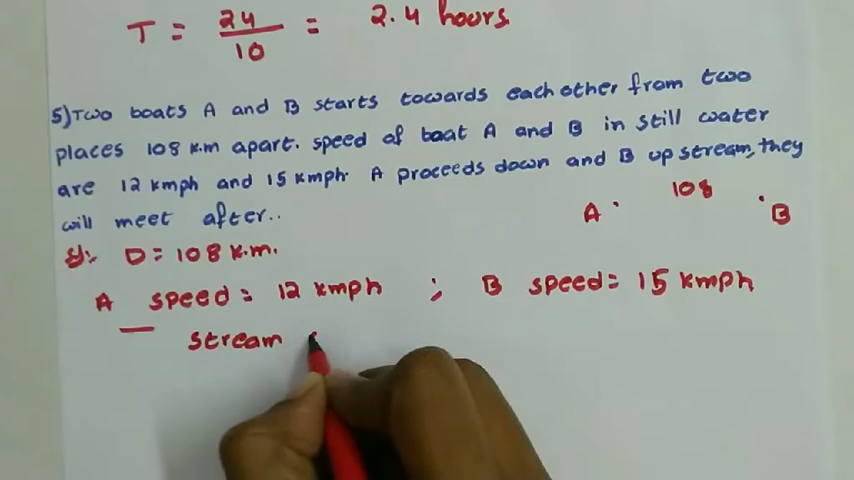 T = 24/10 = 2.4 hours
5) Two boats A and B starts towards each other from two
places 108 k.m apart. speed of boat A and B in still water
are 12 kmph and 15 kmph. A proceeds down and B up stream, they
will meet after..
A 108 B
Sol:- D = 108 k.m.
A speed = 12 kmph ; B speed = 15 kmph
stream